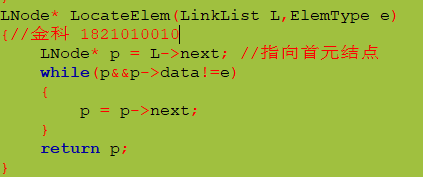 LNode* LocateElem(LinkList L,ElemType e)
{//金科 1821010010
    LNode* p = L->next; //指向首元结点
    while(p&&p->data!=e)
    {
        p = p->next;
    }
    return p;
}